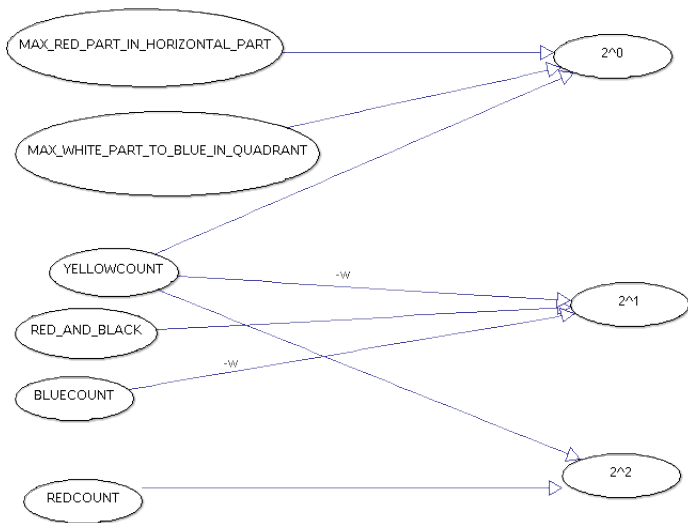 MAX_RED_PART_IN_HORIZONTAL_PART
2^0
MAX_WHITE_PART_TO_BLUE_IN_QUADRANT
YELLOWCOUNT
-w
2^1
RED_AND_BLACK
-w
BLUECOUNT
2^2
REDCOUNT